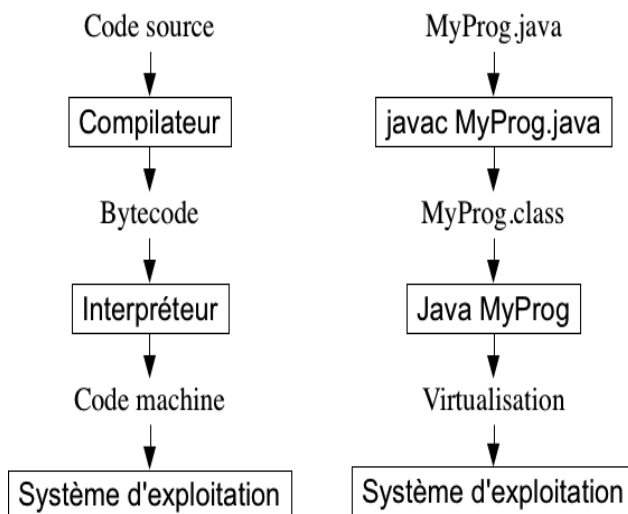 Code source
Compilateur
Bytecode
Interpréteur
Code machine
Système d'exploitation
MyProg.java
javac MyProg.java
MyProg.class
Java MyProg
Virtualisation
Système d'exploitation